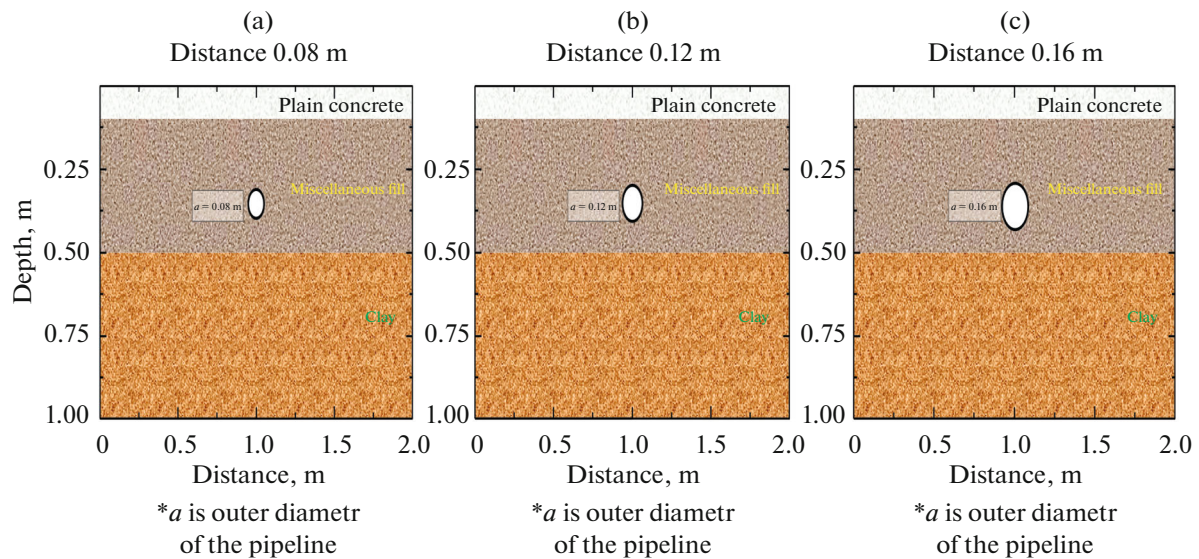 (a)
Distance 0.08 m
Plain concrete
0.25
Miscellaneous fill
a = 0.08 m
Depth, m
0.50
0.75
Clay
1.00
0 0.5 1.0 1.5 2.0
Distance, m
*a is outer diametr
of the pipeline
(b)
Distance 0.12 m
Plain concrete
0.25
Miscellaneous fill
a = 0.12 m
0.50
0.75
Clay
1.00
0 0.5 1.0 1.5 2.0
Distance, m
*a is outer diametr
of the pipeline
(c)
Distance 0.16 m
Plain concrete
0.25
Miscellaneous fill
a = 0.16 m
0.50
0.75
Clay
1.00
0 0.5 1.0 1.5 2.0
Distance, m
*a is outer diametr
of the pipeline